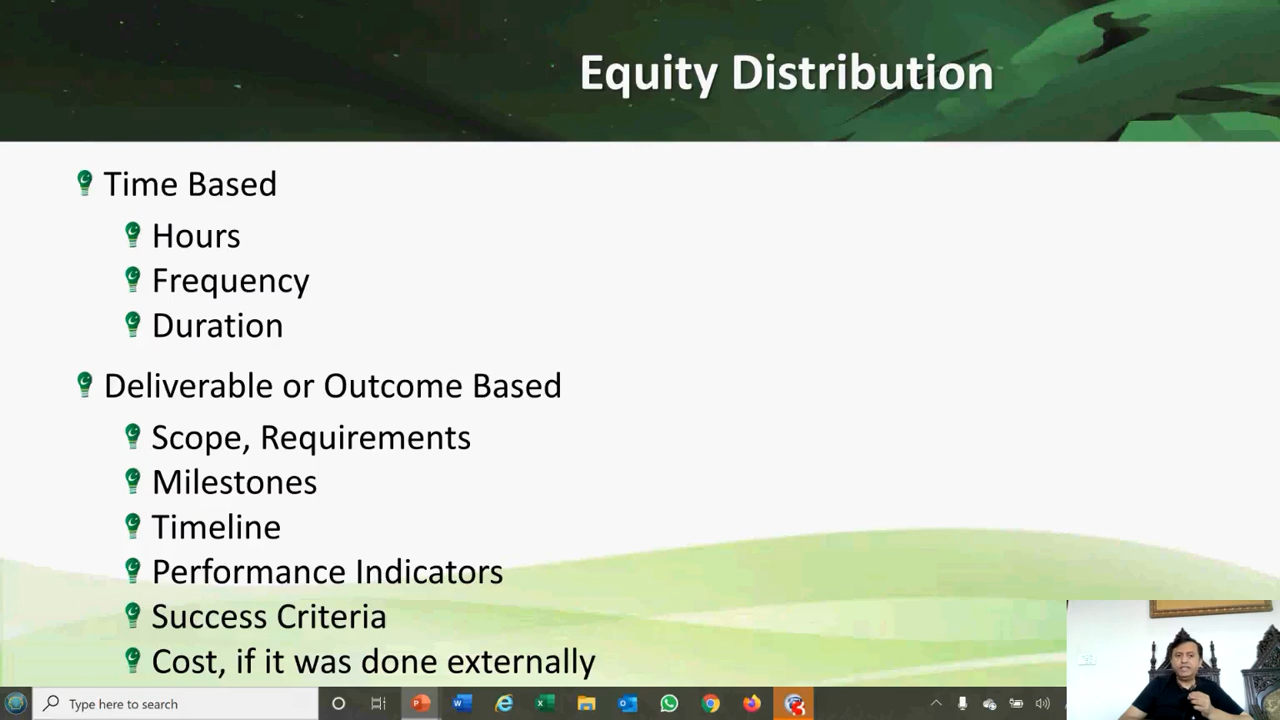 Equity Distribution
Time Based
Hours
Frequency
Duration
Deliverable or Outcome Based
Scope, Requirements
Milestones
Timeline
Performance Indicators
Success Criteria
Cost, if it was done externally
Type here to search